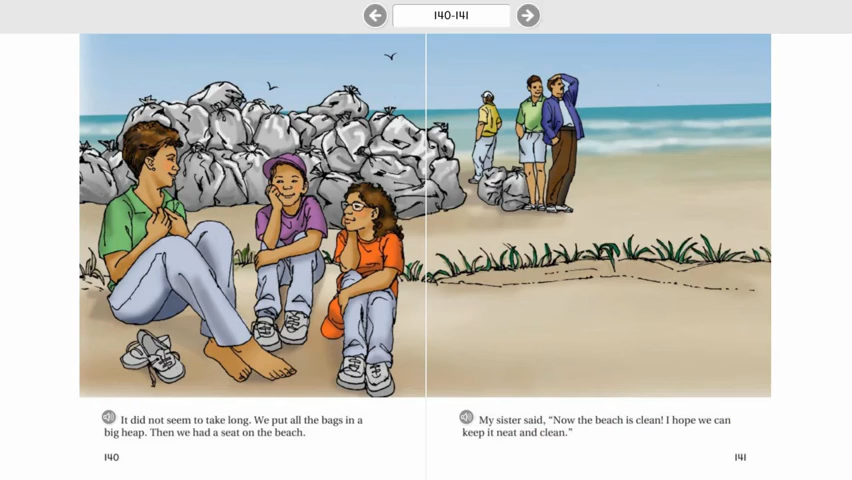 140-141
It did not seem to take long. We put all the bags in a
big heap. Then we had a seat on the beach.
140
My sister said, “Now the beach is clean! I hope we can
keep it neat and clean.”
141